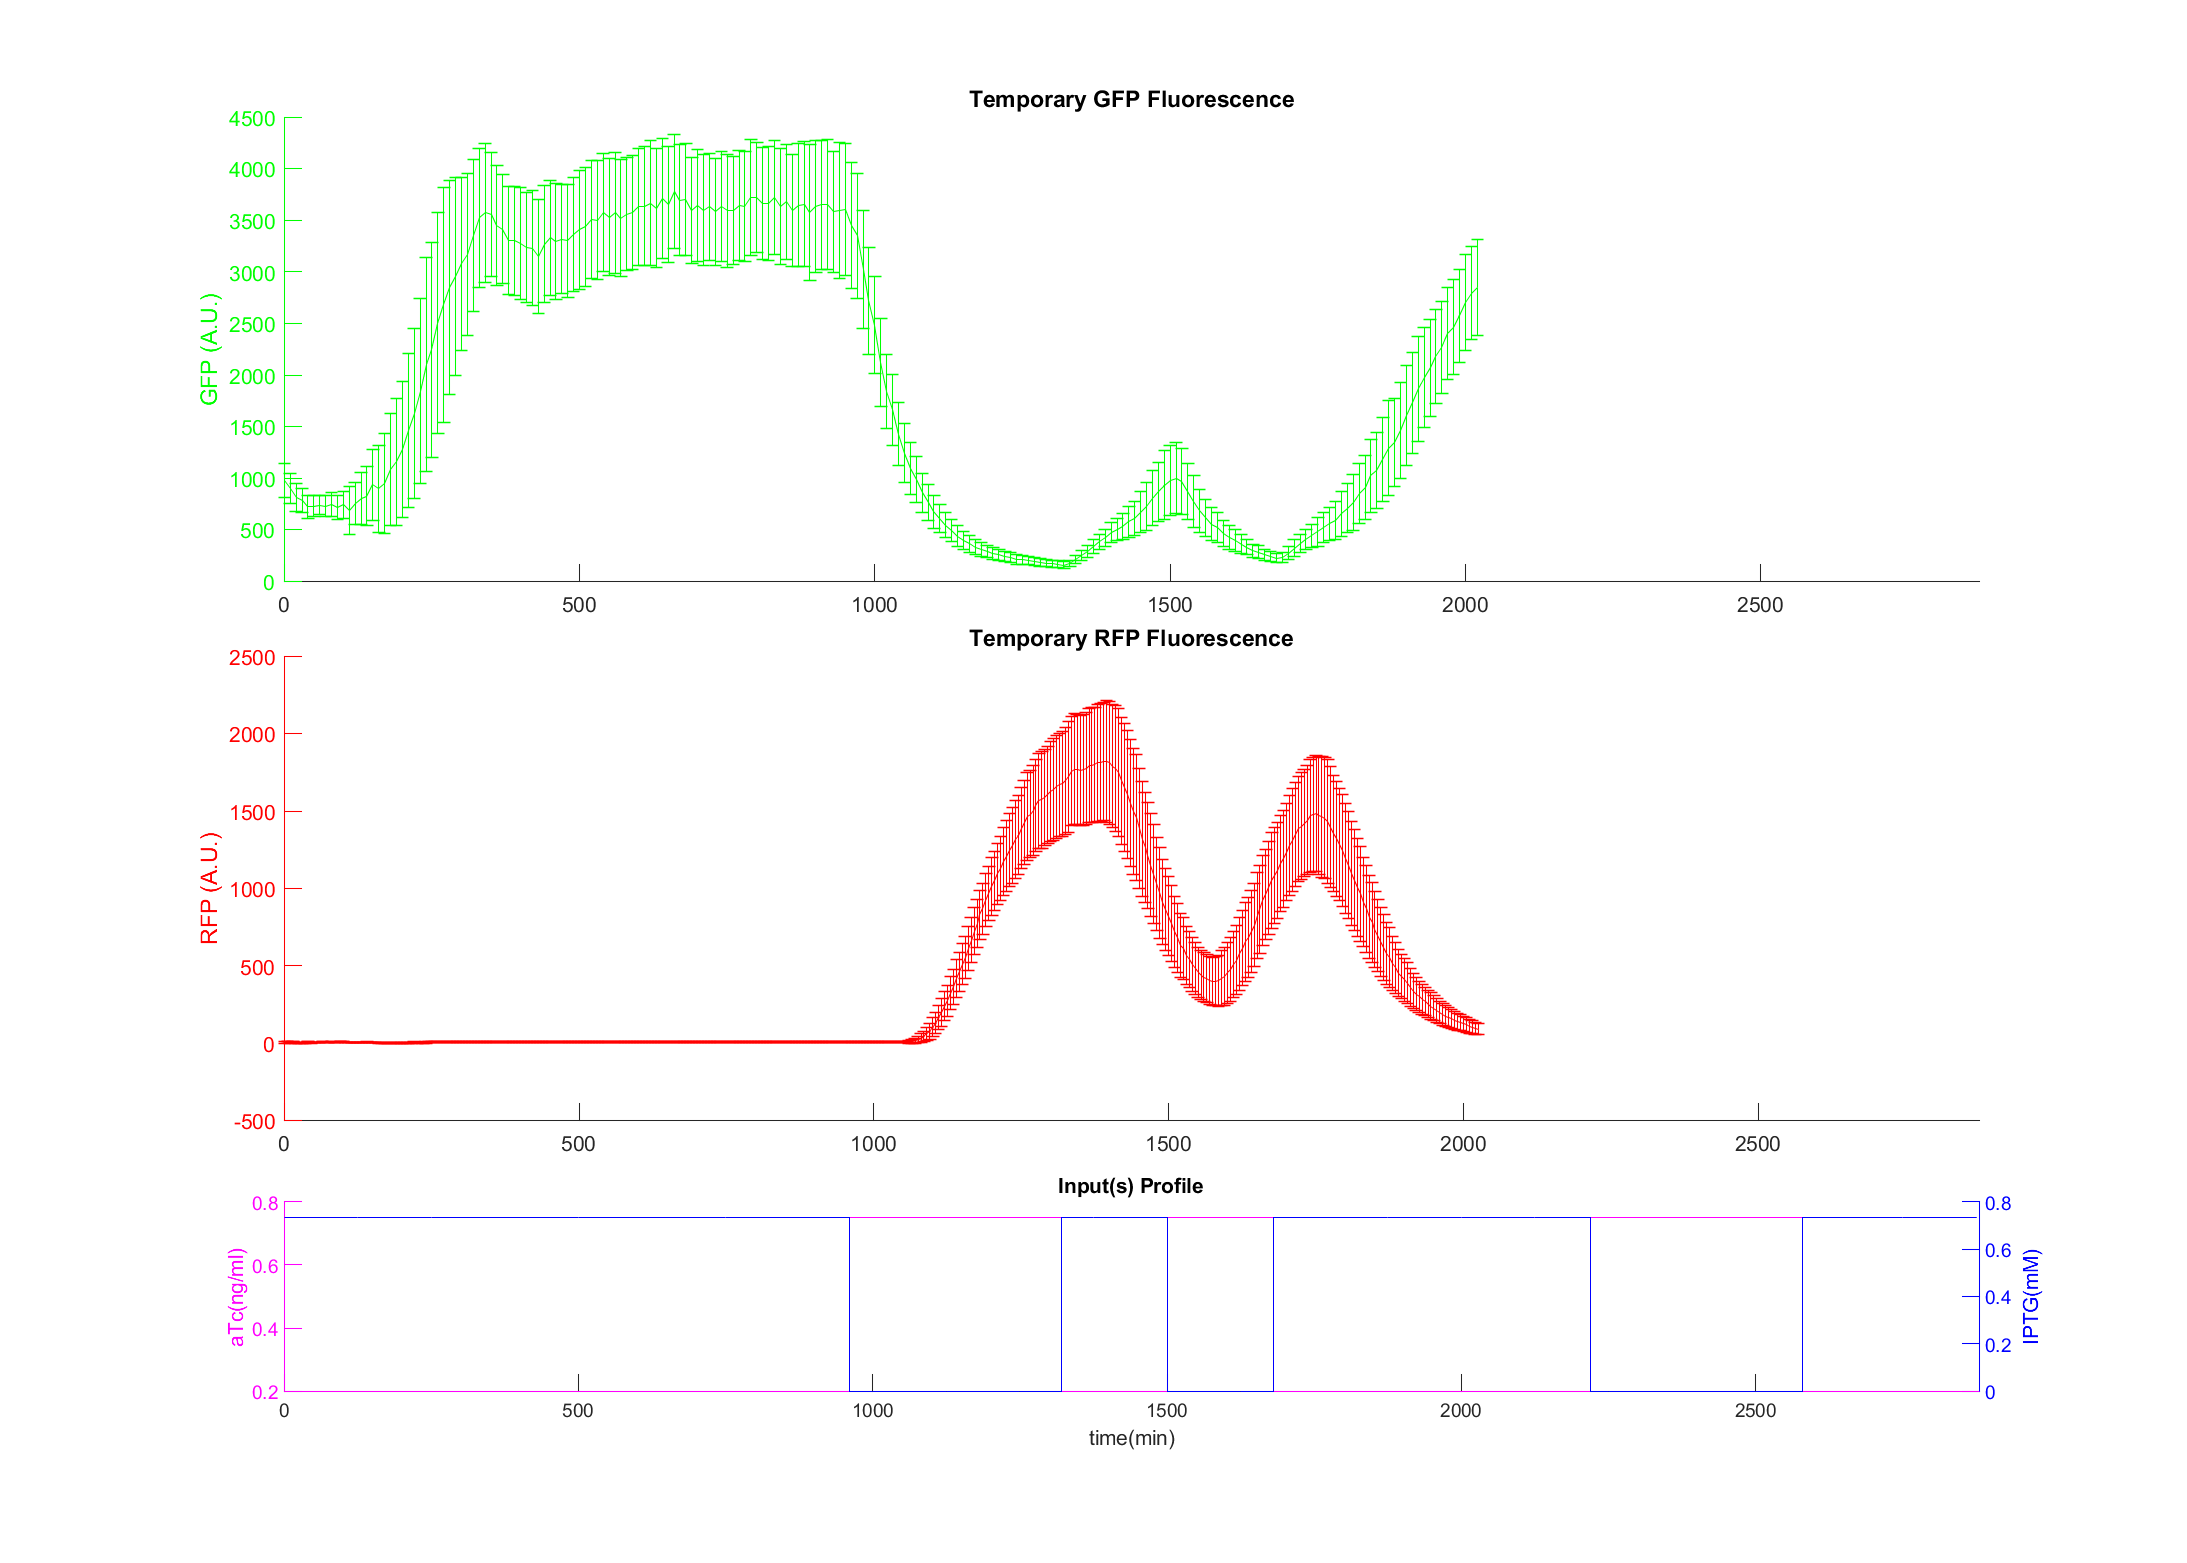 Temporary GFP Fluorescence
4500
4000
3500
3000
2500
2000
1500
1000
500
0
GFP (A.U.)
0 500 1000 1500 2000 2500
Temporary RFP Fluorescence
2500
2000
1500
1000
500
0
-500
RFP (A.U.)
0 500 1000 1500 2000 2500
Input(s) Profile
0.8
0.6
0.4
0.2
aTc(ng/ml)
0.8
0.6
0.4
0.2
0
IPTG(mM)
0 500 1000 1500 2000 2500
time(min)